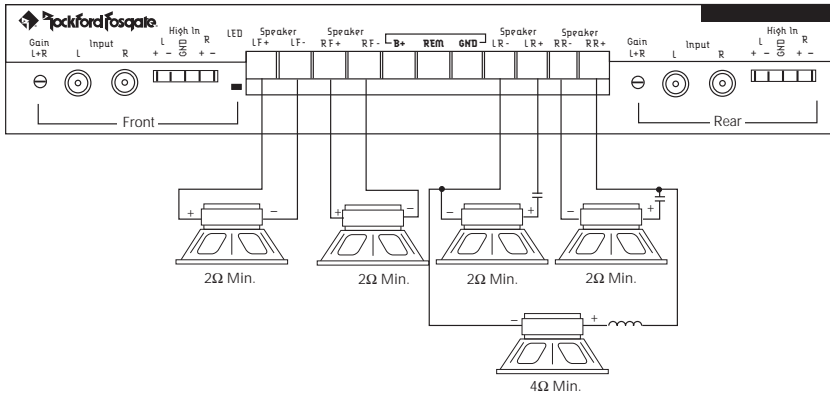 Rockford Fosgate
Gain
L+R
Input
L R
High In
L GND R
+ − + −
LED
Speaker
LF+ LF-
Speaker
RF+ RF-
B+ REM GND
Speaker
LR- LR+
Speaker
RR- RR+
Gain
L+R
Input
L R
High In
L GND R
+ − + −
Front
Rear
+ −
+ −
− +
− +
2Ω Min.
2Ω Min.
2Ω Min.
2Ω Min.
− +
4Ω Min.